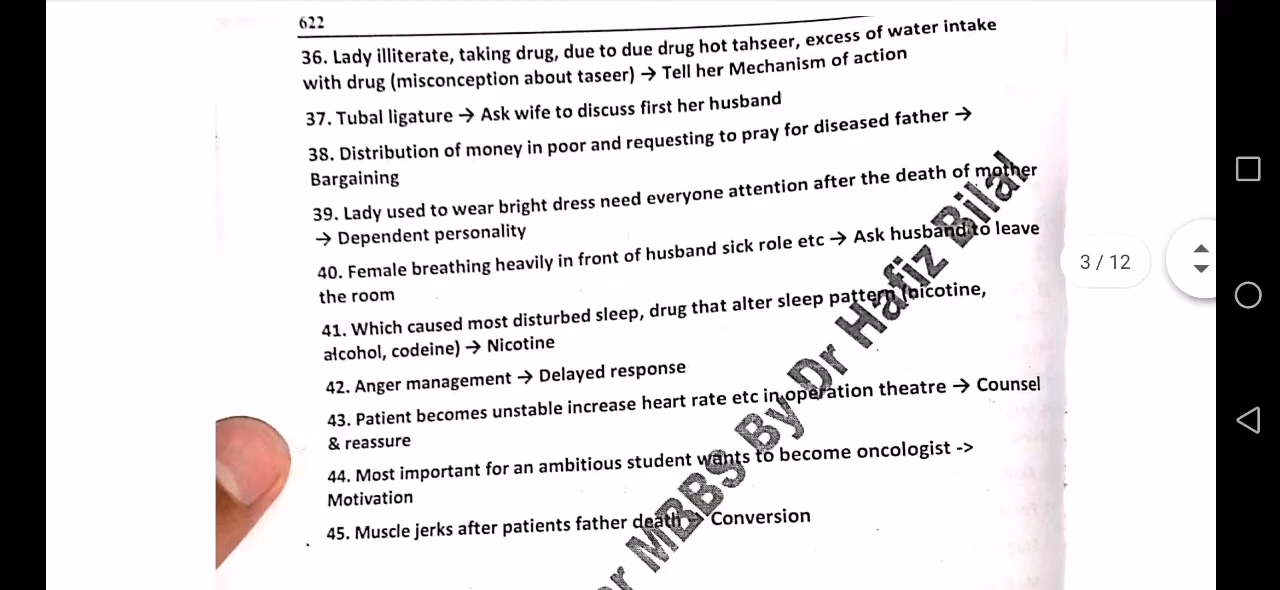 622
36. Lady illiterate, taking drug, due to due drug hot tahseer, excess of water intake
with drug (misconception about taseer) → Tell her Mechanism of action
37. Tubal ligature → Ask wife to discuss first her husband
38. Distribution of money in poor and requesting to pray for diseased father →
Bargaining
39. Lady used to wear bright dress need everyone attention after the death of mother
→ Dependent personality
40. Female breathing heavily in front of husband sick role etc → Ask husband to leave
the room
3 / 12
41. Which caused most disturbed sleep, drug that alter sleep pattern (nicotine,
alcohol, codeine) → Nicotine
42. Anger management → Delayed response
43. Patient becomes unstable increase heart rate etc in operation theatre → Counsel
& reassure
44. Most important for an ambitious student wants to become oncologist ->
Motivation
45. Muscle jerks after patients father death → Conversion
MBBS By Dr Hafiz Bilal